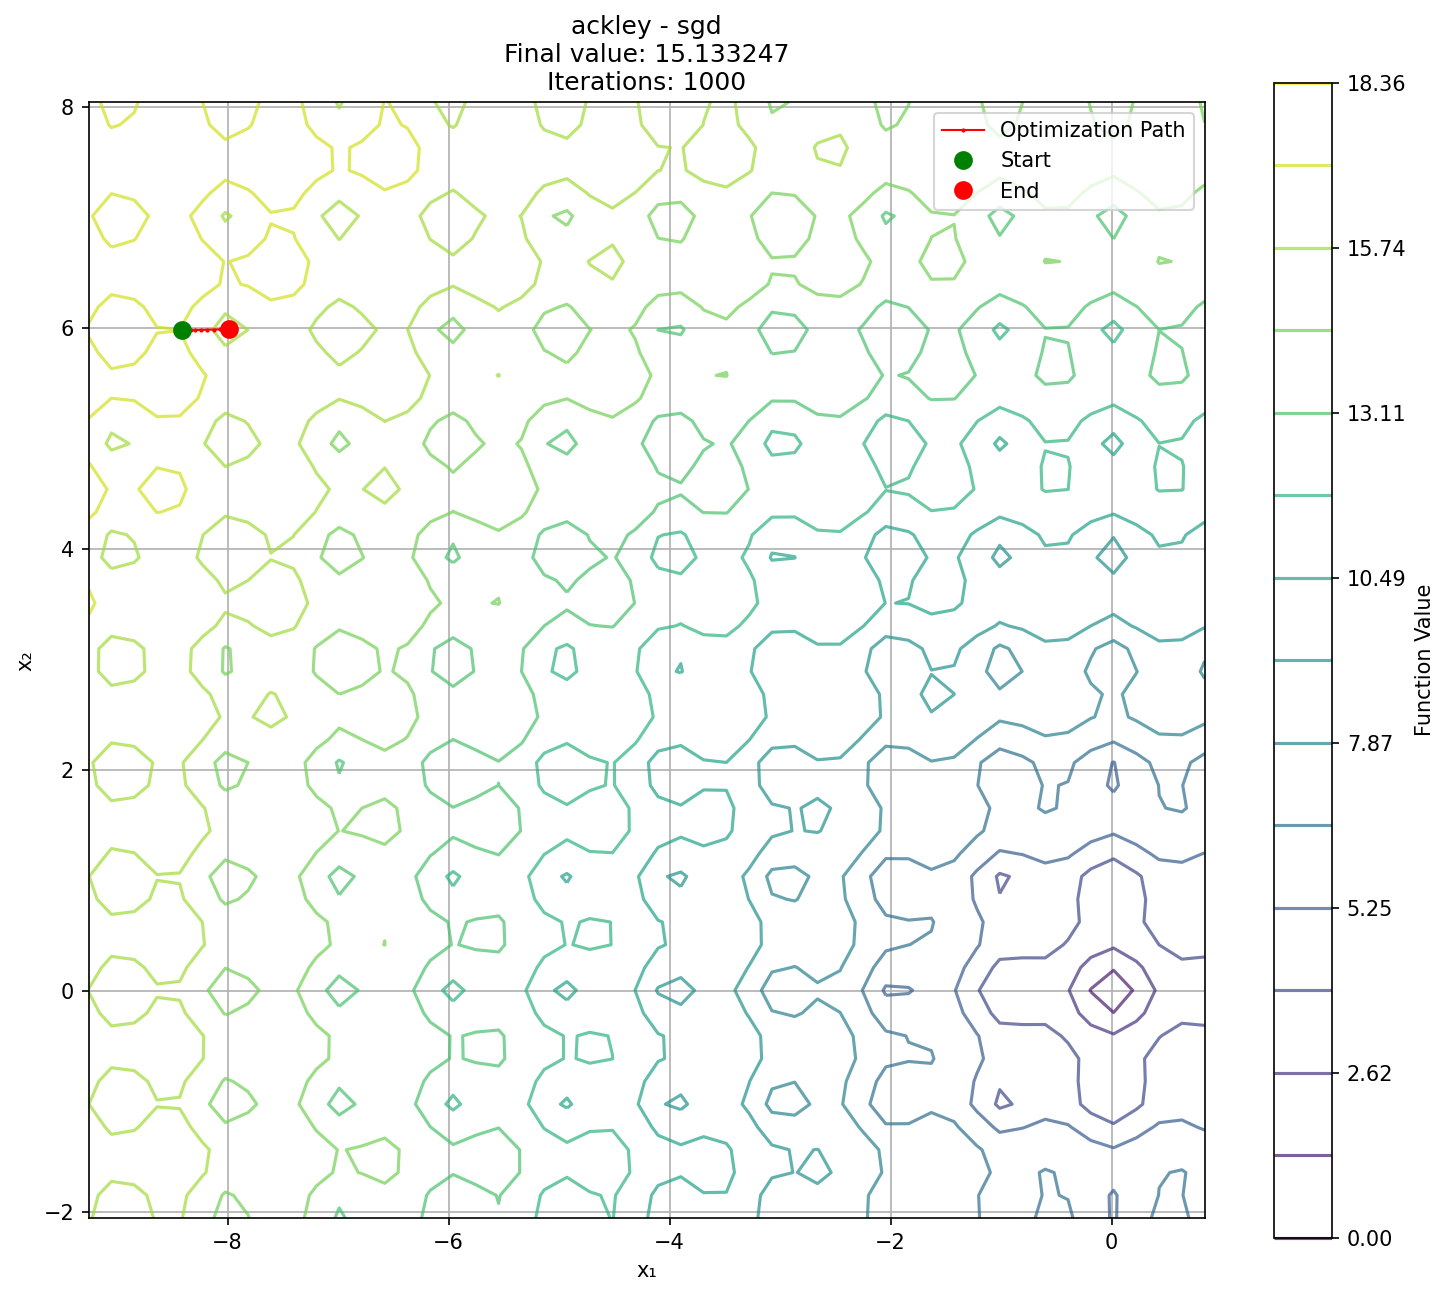 ackley - sgd
Final value: 15.133247
Iterations: 1000
Optimization Path
Start
End
8
6
4
2
0
−2
x₂
−8
−6
−4
−2
0
x₁
18.36
15.74
13.11
10.49
7.87
5.25
2.62
0.00
Function Value